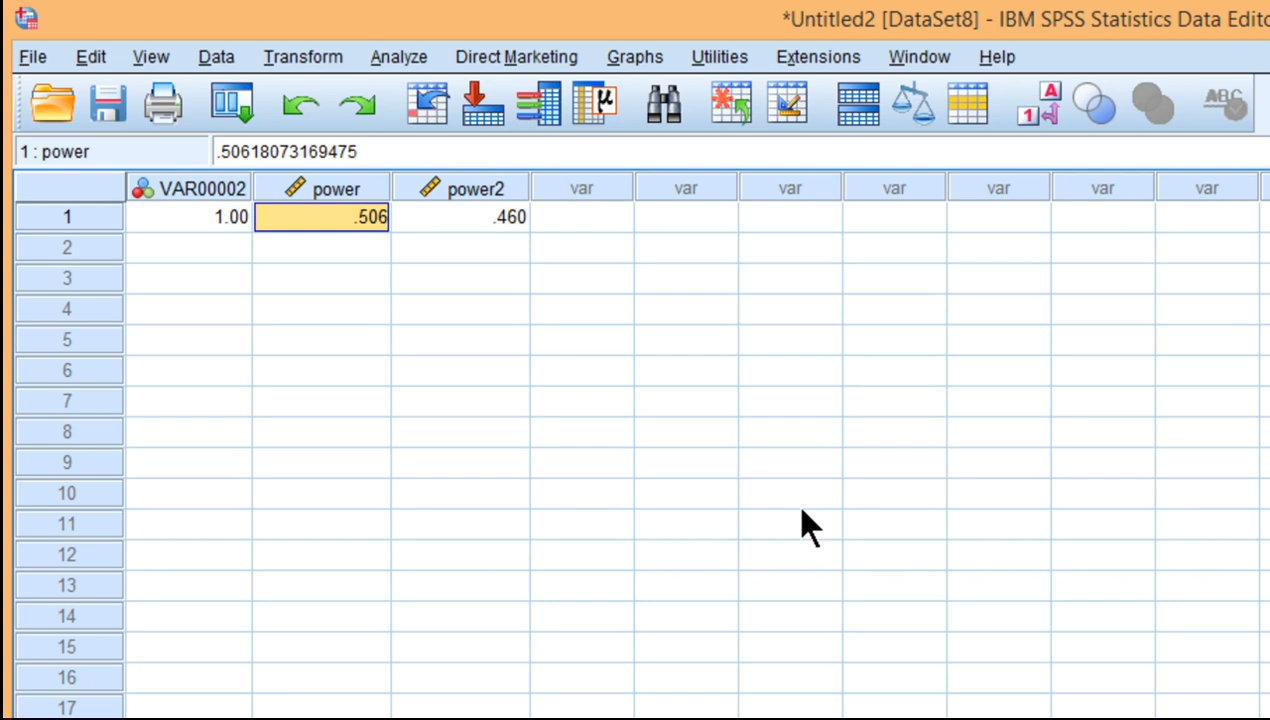 *Untitled2 [DataSet8] - IBM SPSS Statistics Data Edito
File Edit View Data Transform Analyze Direct Marketing Graphs Utilities Extensions Window Help
μ A 1 ABC
1 : power .50618073169475
VAR00002 power power2 var var var var var var var
1 1.00 .506 .460
2
3
4
5
6
7
8
9
10
11
12
13
14
15
16
17